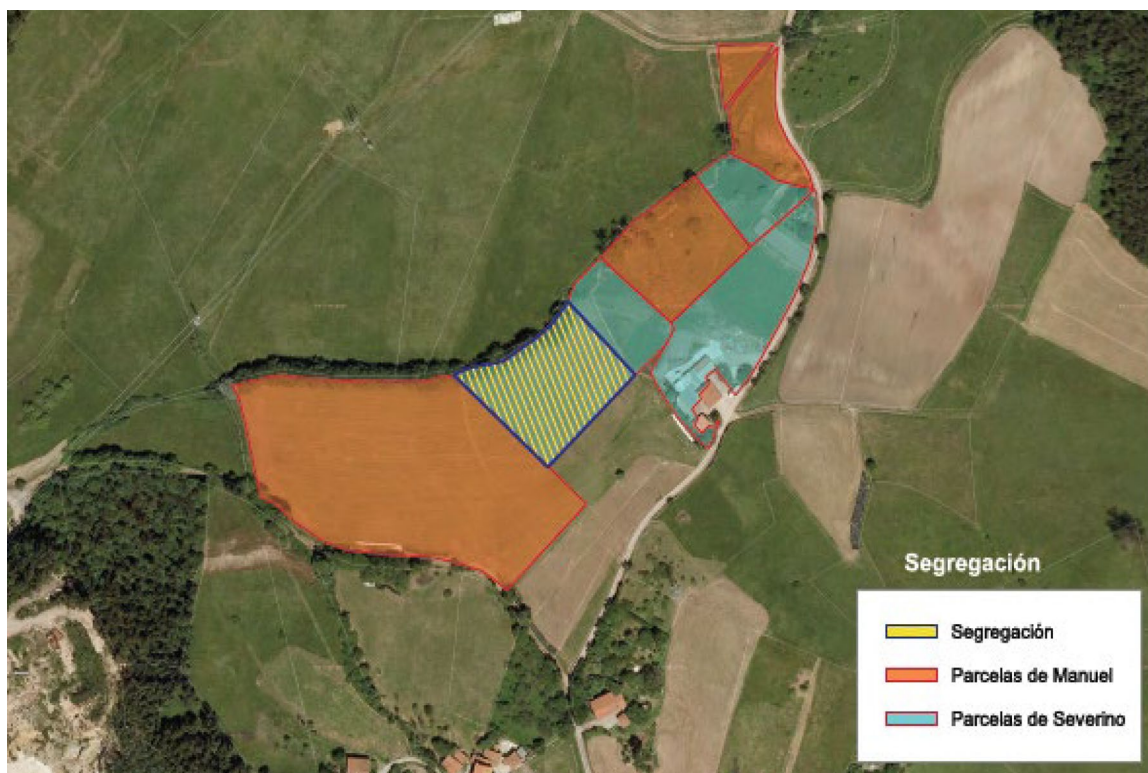 Segregación
Segregación
Parcelas de Manuel
Parcelas de Severino